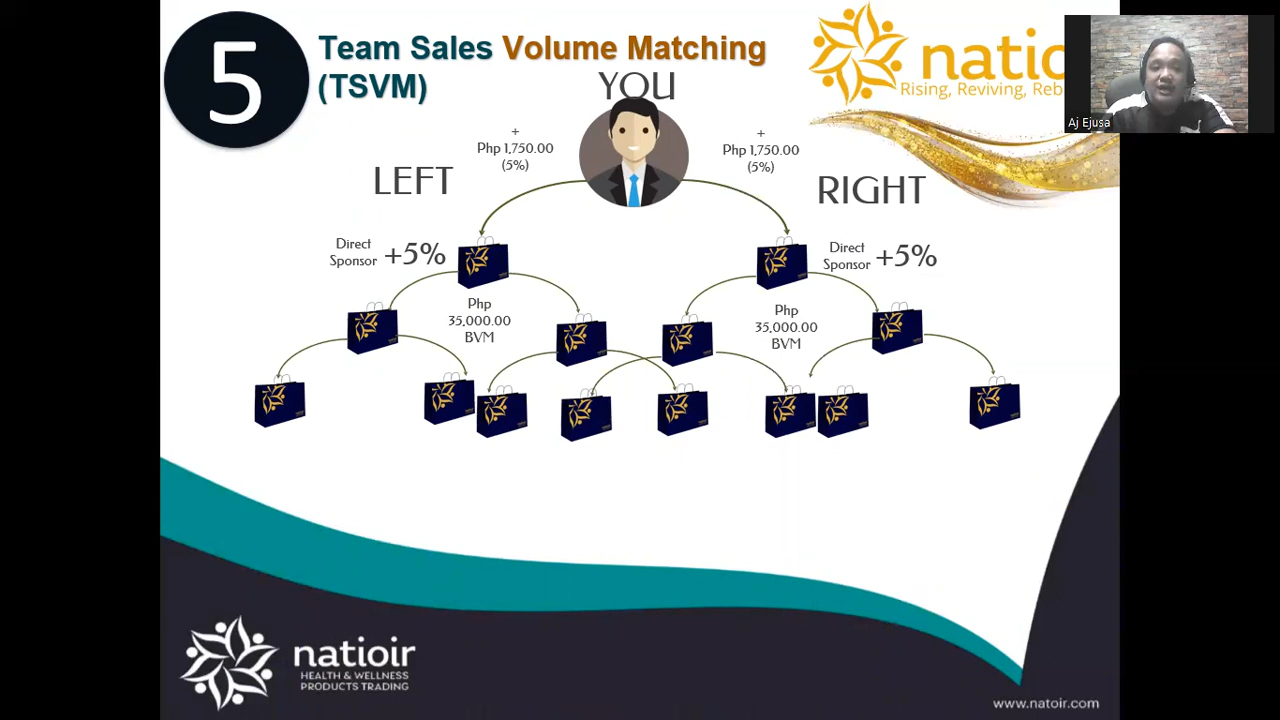 5
Team Sales Volume Matching
(TSVM)
YOU
natio
Rising, Reviving, Reb
Aj Ejusa
+
Php 1,750.00
(5%)
+
Php 1,750.00
(5%)
LEFT
RIGHT
Direct
Sponsor +5%
Direct
Sponsor +5%
Php
35,000.00
BVM
Php
35,000.00
BVM
natioir
HEALTH & WELLNESS
PRODUCTS TRADING
www.natoir.com